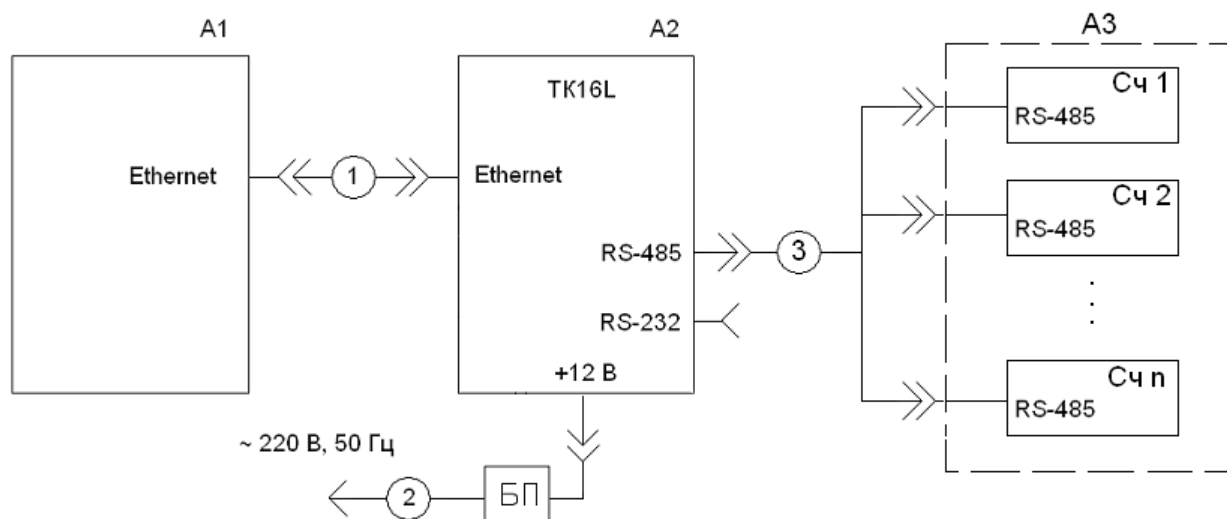 А1
А2
А3
ТК16L
Сч 1
RS-485
Ethernet
1
Ethernet
Сч 2
RS-485
RS-485
3
RS-232
+12 В
Сч n
RS-485
~ 220 В, 50 Гц
2
БП